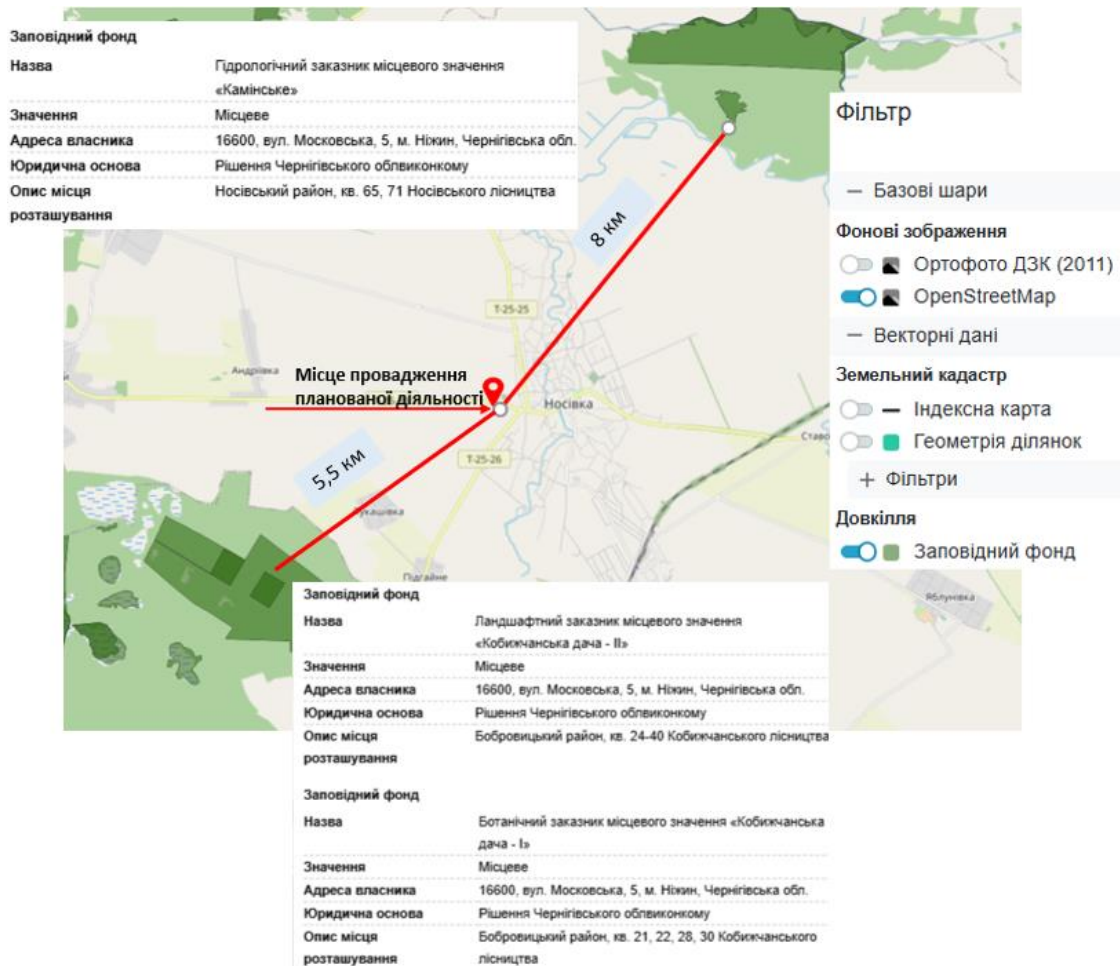 Заповідний фонд
Назва Гідрологічний заказник місцевого значення
«Камінське»
Значення Місцеве
Адреса власника 16600, вул. Московська, 5, м. Ніжин, Чернігівська обл.
Юридична основа Рішення Чернігівського облвиконкому
Опис місця Носівський район, кв. 65, 71 Носівського лісництва
розташування
8 км
Т-25-25
Андріївка
Місце провадження
планованої діяльності
Носівка
Т-25-26
5,5 км
Підгайне
Яблунівка
Фільтр
— Базові шари
Фонові зображення
Ортофото ДЗК (2011)
OpenStreetMap
— Векторні дані
Земельний кадастр
Індексна карта
Геометрія ділянок
+ Фільтри
Довкілля
Заповідний фонд
Заповідний фонд
Назва Ландшафтний заказник місцевого значення
«Кобижчанська дача - II»
Значення Місцеве
Адреса власника 16600, вул. Московська, 5, м. Ніжин, Чернігівська обл.
Юридична основа Рішення Чернігівського облвиконкому
Опис місця Бобровицький район, кв. 24-40 Кобижчанського лісництва
розташування
Заповідний фонд
Назва Ботанічний заказник місцевого значення «Кобижчанська
дача - I»
Значення Місцеве
Адреса власника 16600, вул. Московська, 5, м. Ніжин, Чернігівська обл.
Юридична основа Рішення Чернігівського облвиконкому
Опис місця Бобровицький район, кв. 21, 22, 28, 30 Кобижчанського
розташування лісництва